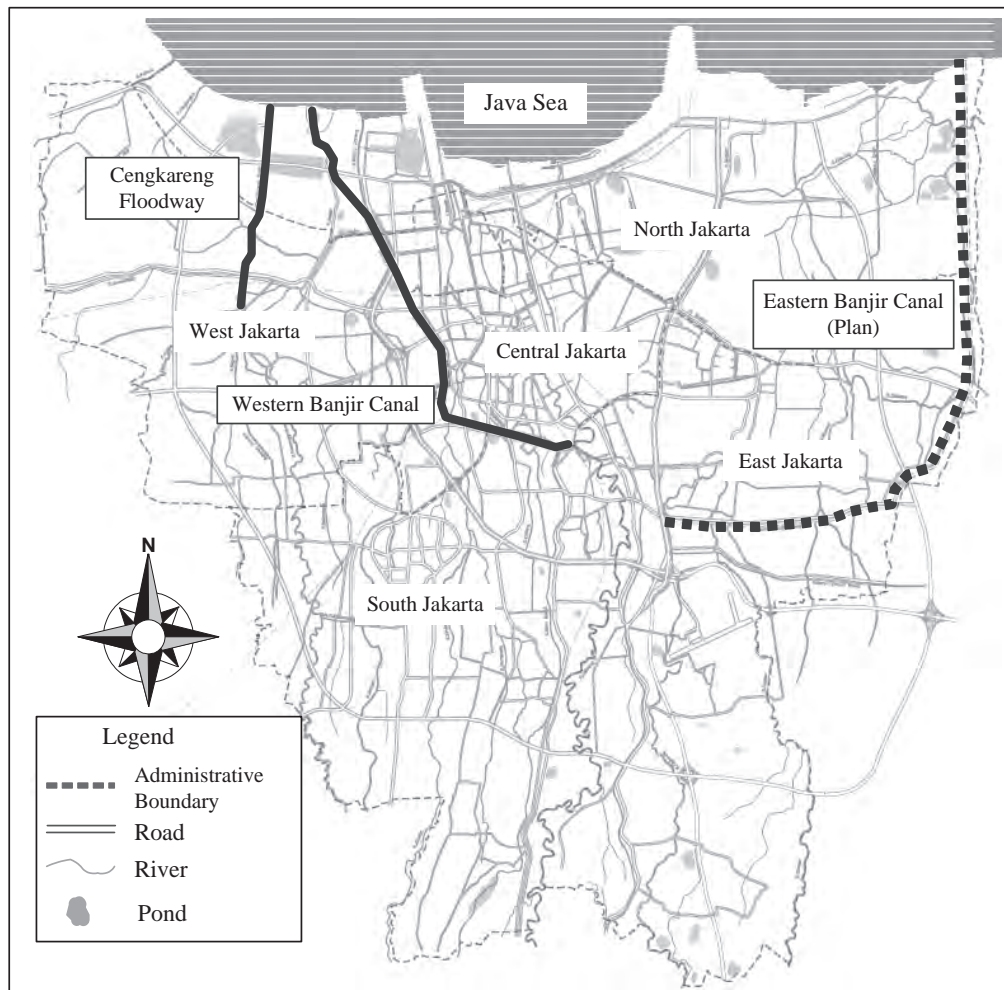 Java Sea
Cengkareng
Floodway
North Jakarta
Eastern Banjir Canal
(Plan)
West Jakarta
Central Jakarta
Western Banjir Canal
East Jakarta
N
South Jakarta
Legend
Administrative
Boundary
Road
River
Pond